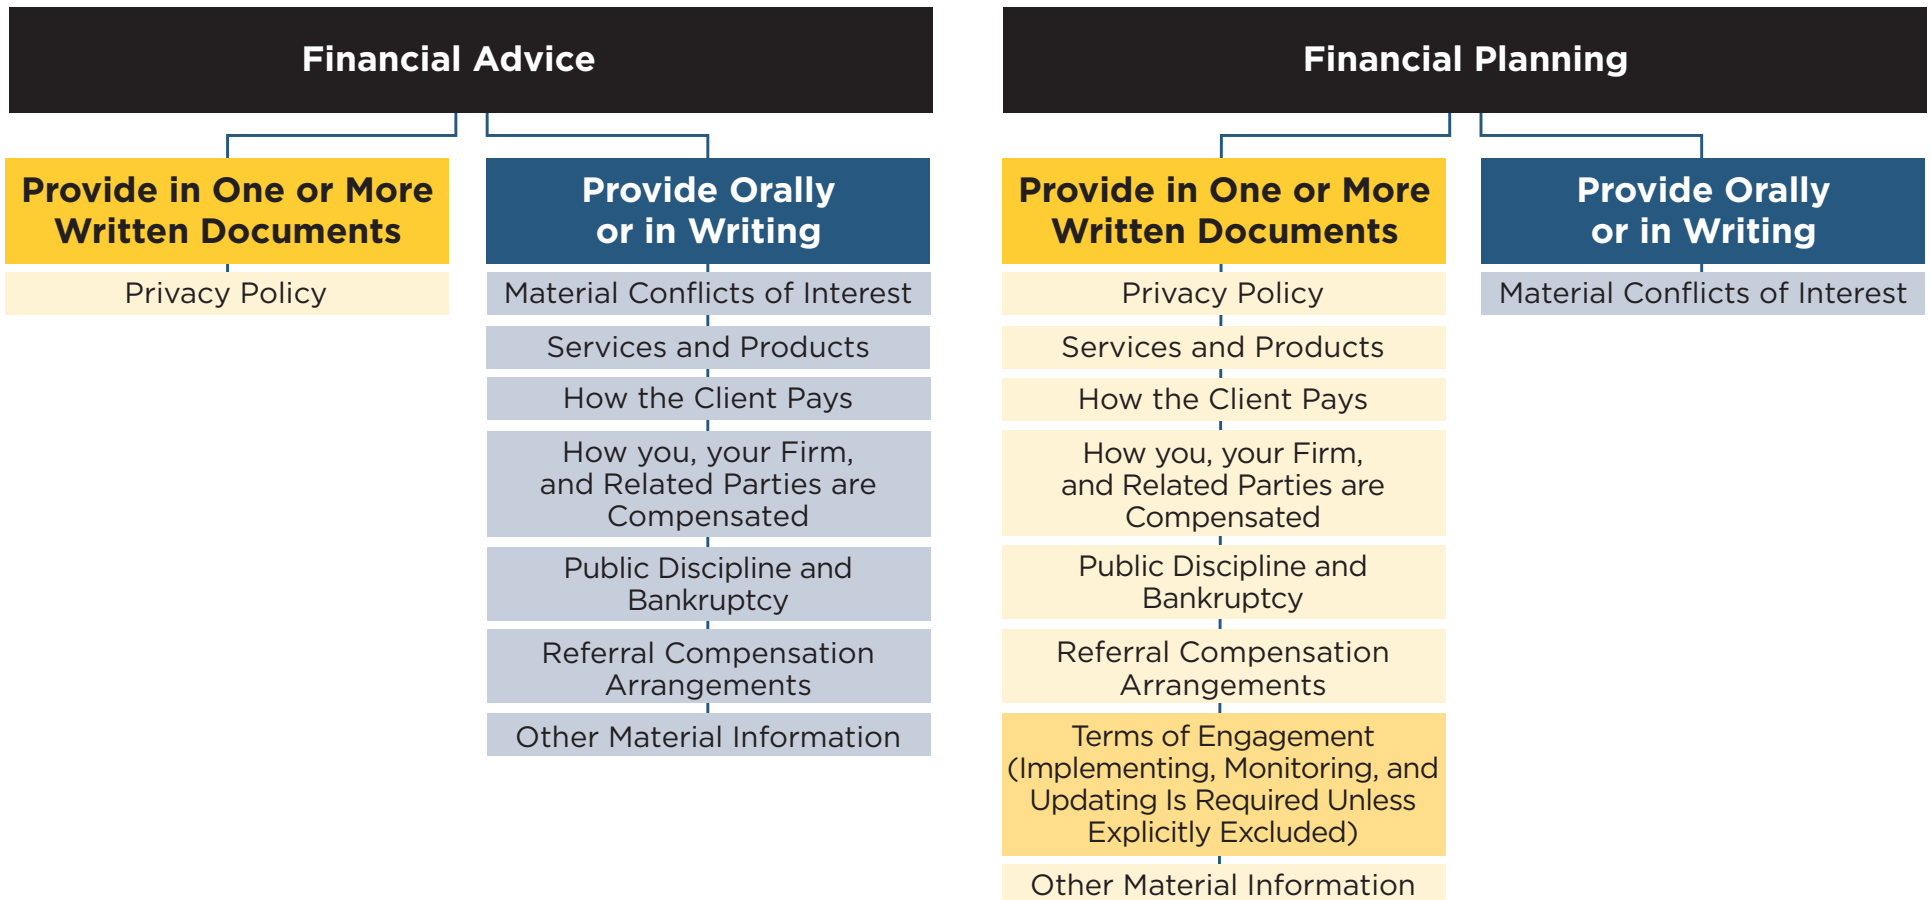 Financial Advice
Provide in One or More
Written Documents
Privacy Policy
Provide Orally
or in Writing
Material Conflicts of Interest
Services and Products
How the Client Pays
How you, your Firm,
and Related Parties are
Compensated
Public Discipline and
Bankruptcy
Referral Compensation
Arrangements
Other Material Information
Financial Planning
Provide in One or More
Written Documents
Privacy Policy
Services and Products
How the Client Pays
How you, your Firm,
and Related Parties are
Compensated
Public Discipline and
Bankruptcy
Referral Compensation
Arrangements
Terms of Engagement
(Implementing, Monitoring, and
Updating Is Required Unless
Explicitly Excluded)
Other Material Information
Provide Orally
or in Writing
Material Conflicts of Interest